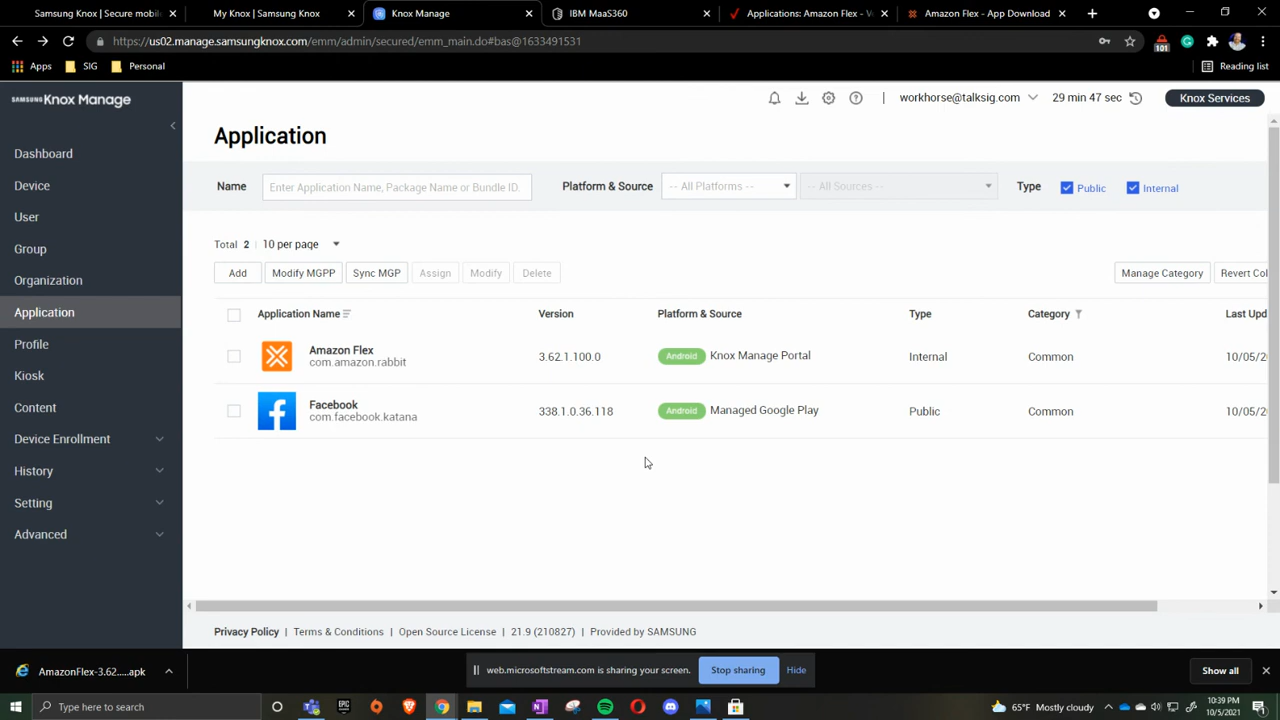 Samsung Knox | Secure mobil
My Knox | Samsung Knox
Knox Manage
IBM MaaS360
Applications: Amazon Flex - V
Amazon Flex - App Download
https://us02.manage.samsungknox.com/emm/admin/secured/emm_main.do#bas@1633491531
101
Apps
SIG
Personal
Reading list
SAMSUNG Knox Manage
workhorse@talksig.com
29 min 47 sec
Knox Services
Dashboard
Device
User
Group
Organization
Application
Profile
Kiosk
Content
Device Enrollment
History
Setting
Advanced
Application
Name
Enter Application Name, Package Name or Bundle ID.
Platform & Source
-- All Platforms --
-- All Sources --
Type
Public
Internal
Total 2 | 10 per page
Add
Modify MGPP
Sync MGP
Assign
Modify
Delete
Manage Category
Revert Col
Application Name
Version
Platform & Source
Type
Category
Last Upd
Amazon Flex
com.amazon.rabbit
3.62.1.100.0
Android
Knox Manage Portal
Internal
Common
10/05/2
Facebook
com.facebook.katana
338.1.0.36.118
Android
Managed Google Play
Public
Common
10/05/2
Privacy Policy | Terms & Conditions | Open Source License | 21.9 (210827) | Provided by SAMSUNG
AmazonFlex-3.62.....apk
web.microsoftstream.com is sharing your screen.
Stop sharing
Hide
Show all
Type here to search
65°F Mostly cloudy
10:39 PM
10/5/2021